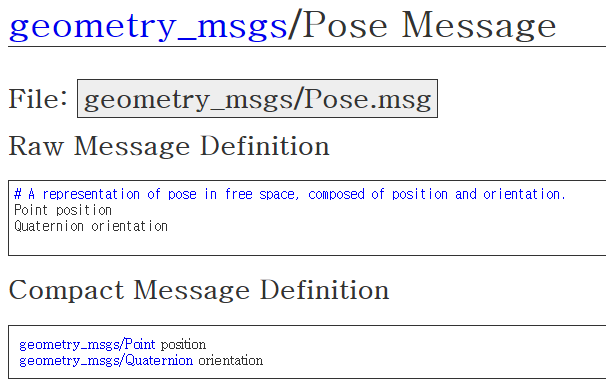 geometry_msgs/Pose Message
File: geometry_msgs/Pose.msg
Raw Message Definition
# A representation of pose in free space, composed of position and orientation.
Point position
Quaternion orientation
Compact Message Definition
geometry_msgs/Point position
geometry_msgs/Quaternion orientation